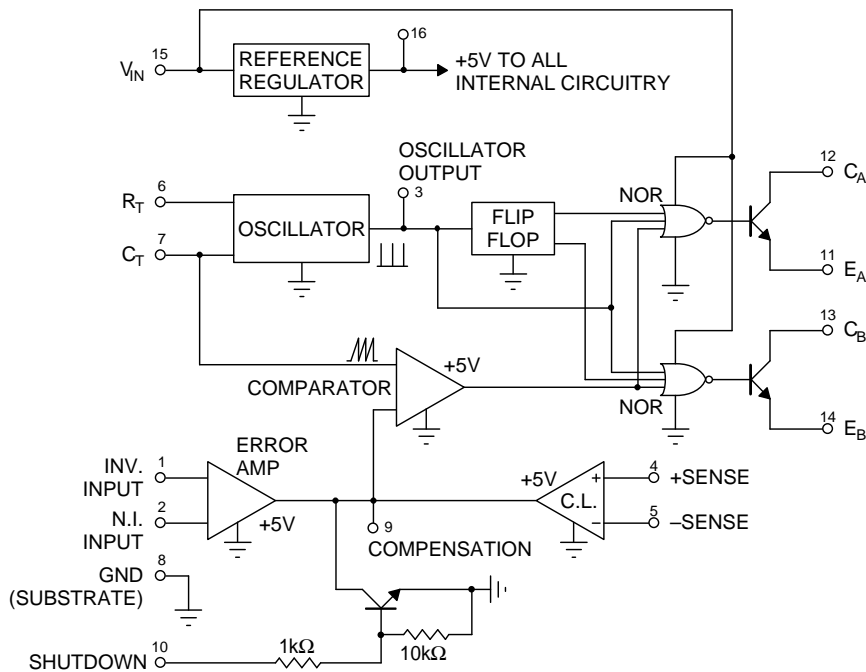 15
V_IN
REFERENCE
REGULATOR
16
+5V TO ALL
INTERNAL CIRCUITRY
6
R_T
7
C_T
OSCILLATOR
OSCILLATOR
OUTPUT
3
FLIP
FLOP
NOR
12
C_A
11
E_A
13
C_B
14
E_B
NOR
COMPARATOR
+5V
ERROR
AMP
1
INV.
INPUT
2
N.I.
INPUT
+5V
9
COMPENSATION
+5V
C.L.
+
–
4
+SENSE
5
–SENSE
8
GND
(SUBSTRATE)
10
SHUTDOWN
1kΩ
10kΩ